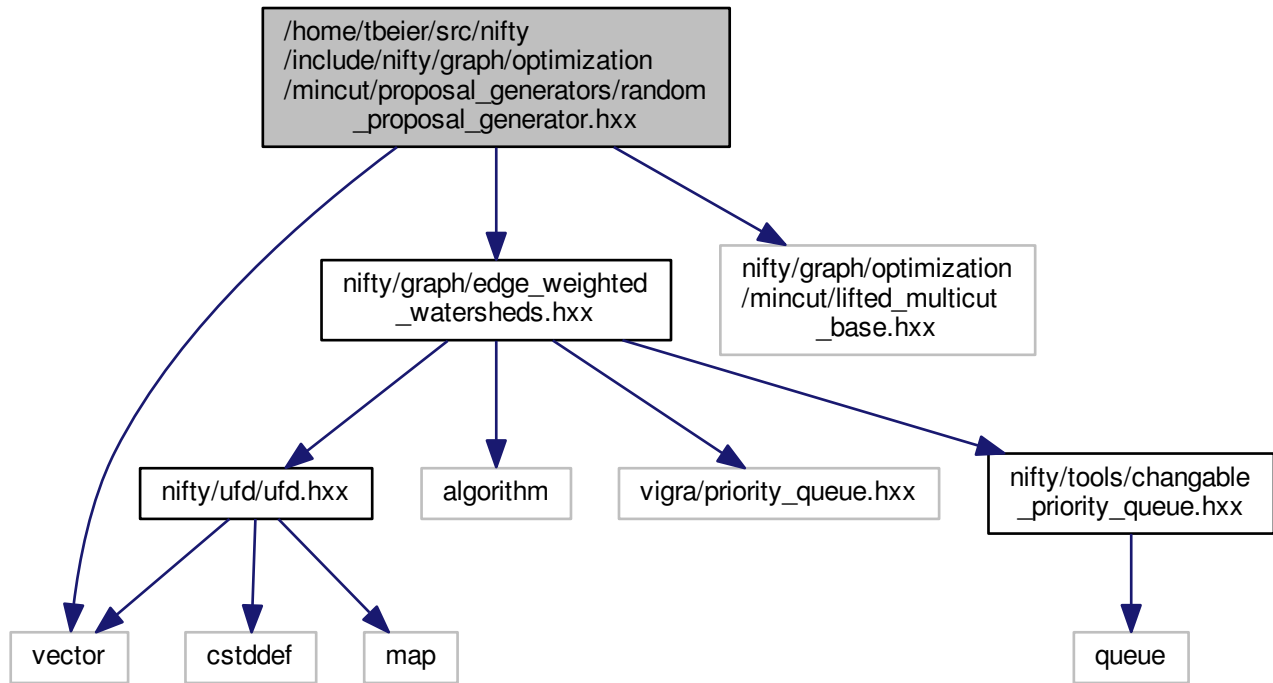 /home/tbeier/src/nifty
/include/nifty/graph/optimization
/mincut/proposal_generators/random
_proposal_generator.hxx
nifty/graph/edge_weighted
_watersheds.hxx
nifty/graph/optimization
/mincut/lifted_multicut
_base.hxx
nifty/ufd/ufd.hxx
algorithm
vigra/priority_queue.hxx
nifty/tools/changable
_priority_queue.hxx
vector
cstddef
map
queue